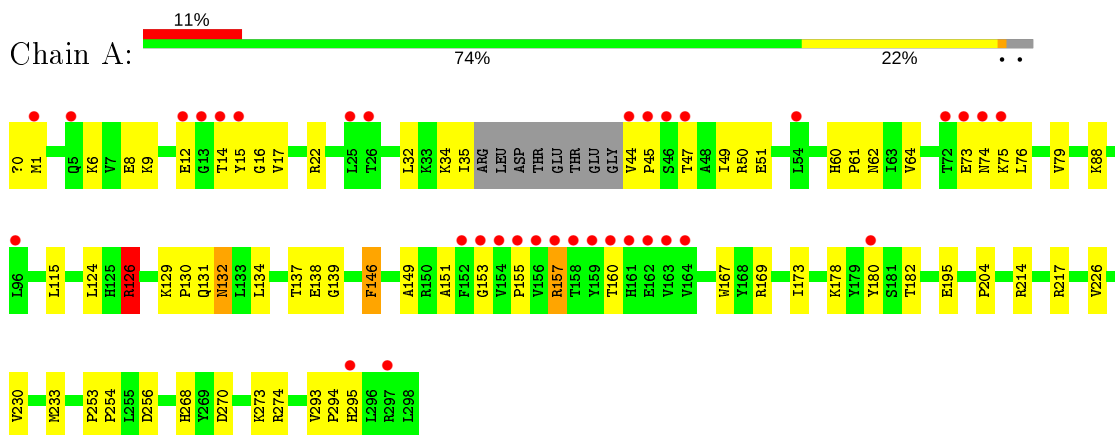 11%
Chain A:
74% 22% • •
?0 M1 Q5 K6 V7 E8 K9 E12 G13 T14 Y15 G16 V17 R22 L25 T26 L32 K33 K34 I35 ARG LEU ASP THR GLU THR GLU GLY V44 P45 S46 T47 A48 I49 R50 E51 L54 H60 P61 N62 I63 V64 T72 E73 N74 K75 L76 V79 K88
L96 L115 L124 H125 R126 K129 P130 Q131 N132 L133 L134 T137 E138 G139 F146 A149 R150 A151 F152 G153 V154 P155 V156 R157 T158 Y159 T160 H161 E162 V163 V164 W167 Y168 R169 I173 K178 Y179 Y180 S181 T182 E195 P204 R214 R217 V226
V230 M233 P253 P254 L255 D256 H268 Y269 D270 K273 R274 V293 P294 H295 L296 R297 L298